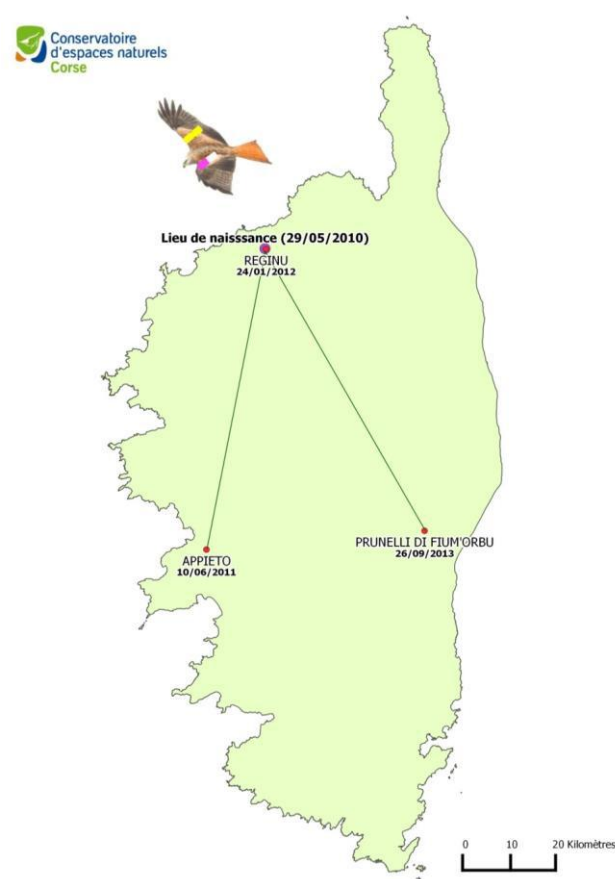 Conservatoire
d'espaces naturels
Corse
Lieu de naisssance (29/05/2010)
REGINU
24/01/2012
PRUNELLI DI FIUM'ORBU
26/09/2013
APPIETO
10/06/2011
0 10 20 Kilomètres